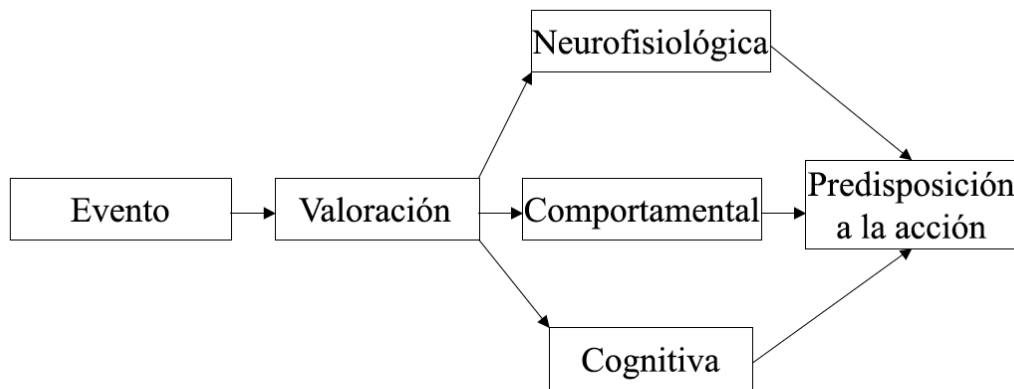 Neurofisiológica
Evento
Valoración
Comportamental
Predisposición
a la acción
Cognitiva